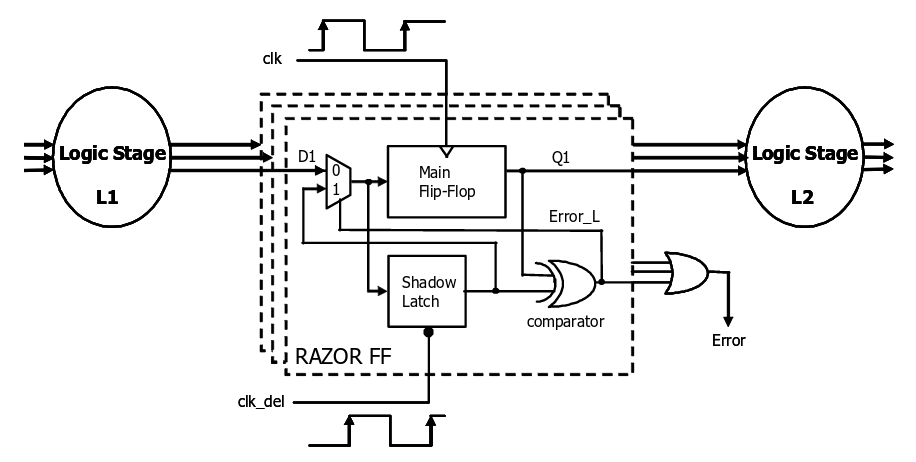 clk
Logic Stage
L1
D1
0
1
Main
Flip-Flop
Q1
Logic Stage
L2
Error_L
Shadow
Latch
comparator
Error
RAZOR FF
clk_del